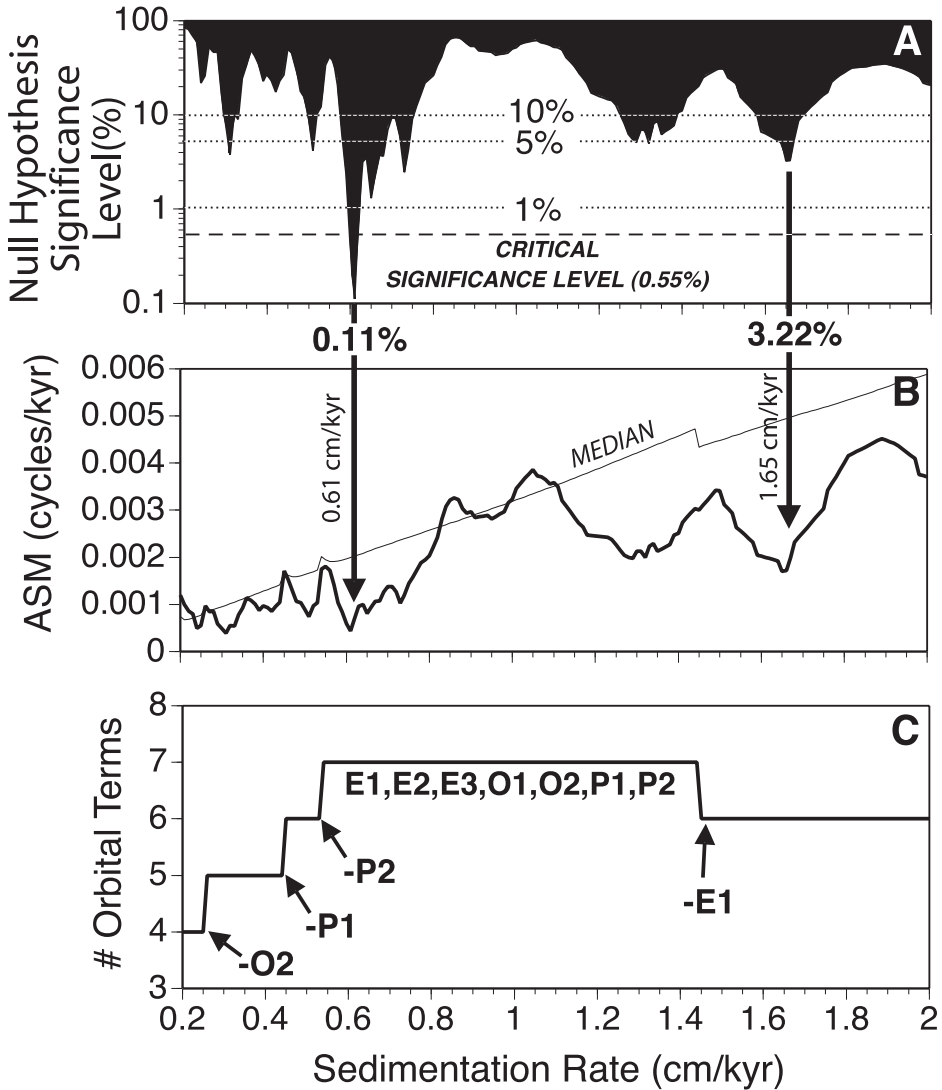 Null Hypothesis
Significance
Level(%)
100
10
1
0.1
A
10%
5%
1%
CRITICAL
SIGNIFICANCE LEVEL (0.55%)
0.11%
3.22%
ASM (cycles/kyr)
0.006
0.005
0.004
0.003
0.002
0.001
0
B
MEDIAN
0.61 cm/kyr
1.65 cm/kyr
# Orbital Terms
8
7
6
5
4
3
C
E1,E2,E3,O1,O2,P1,P2
-P2
-P1
-O2
-E1
0.2 0.4 0.6 0.8 1 1.2 1.4 1.6 1.8 2
Sedimentation Rate (cm/kyr)